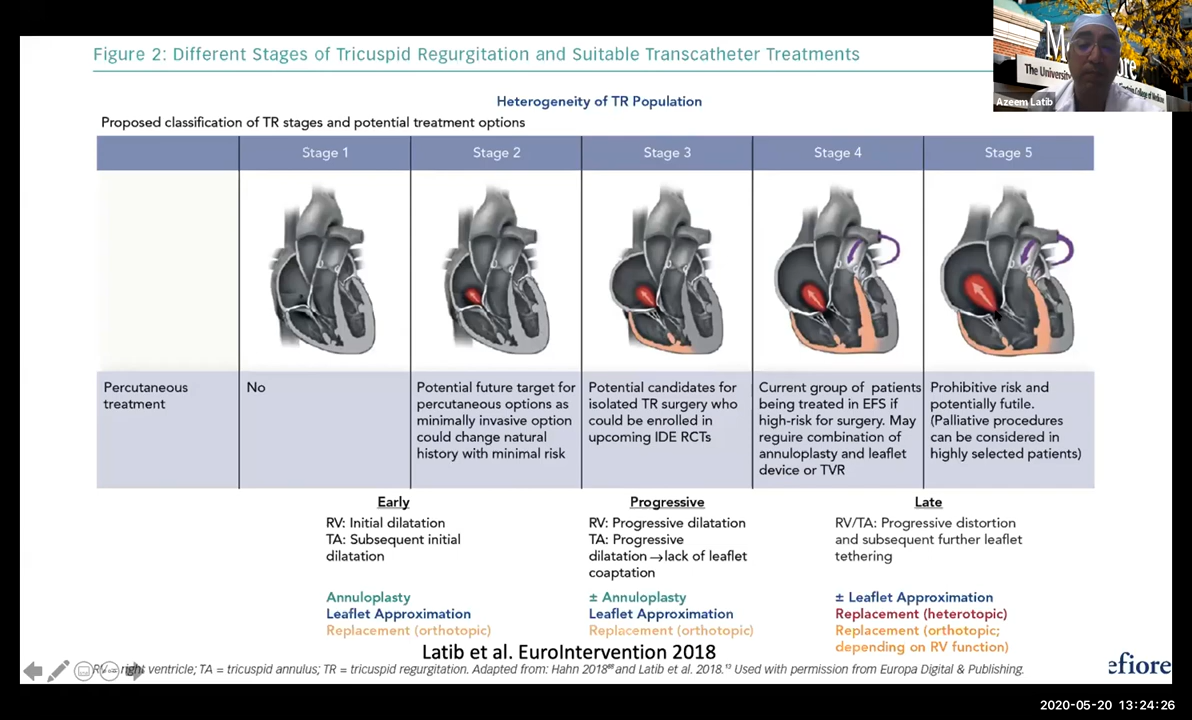 Figure 2: Different Stages of Tricuspid Regurgitation and Suitable Transcatheter Treatments
The University
Azeem Latib
Heterogeneity of TR Population
Proposed classification of TR stages and potential treatment options
Stage 1
Stage 2
Stage 3
Stage 4
Stage 5
Percutaneous
treatment
No
Potential future target for
percutaneous options as
minimally invasive option
could change natural
history with minimal risk
Potential candidates for
isolated TR surgery who
could be enrolled in
upcoming IDE RCTs
Current group of patients
being treated in EFS if
high-risk for surgery. May
require combination of
annuloplasty and leaflet
device or TVR
Prohibitive risk and
potentially futile.
(Palliative procedures
can be considered in
highly selected patients)
Early
RV: Initial dilatation
TA: Subsequent initial
dilatation
Annuloplasty
Leaflet Approximation
Replacement (orthotopic)
Progressive
RV: Progressive dilatation
TA: Progressive
dilatation→lack of leaflet
coaptation
± Annuloplasty
Leaflet Approximation
Replacement (orthotopic)
Late
RV/TA: Progressive distortion
and subsequent further leaflet
tethering
± Leaflet Approximation
Replacement (heterotopic)
Replacement (orthotopic;
depending on RV function)
Latib et al. EuroIntervention 2018
right ventricle; TA = tricuspid annulus; TR = tricuspid regurgitation. Adapted from: Hahn 2018 and Latib et al. 2018. Used with permission from Europa Digital & Publishing.
efiore
2020-05-20 13:24:26